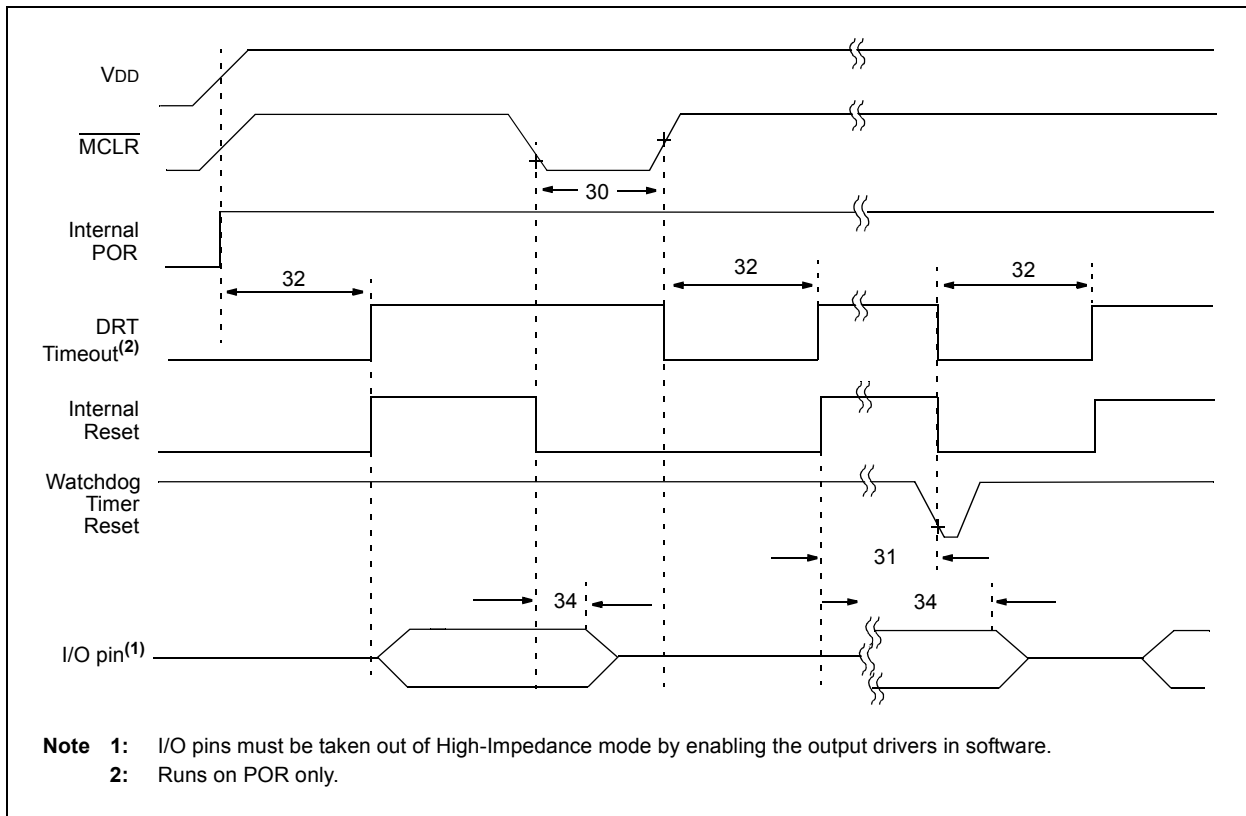 VDD
MCLR
30
Internal
POR
32
32
32
DRT
Timeout(2)
Internal
Reset
Watchdog
Timer
Reset
31
34
34
I/O pin(1)
Note 1: I/O pins must be taken out of High-Impedance mode by enabling the output drivers in software.
2: Runs on POR only.